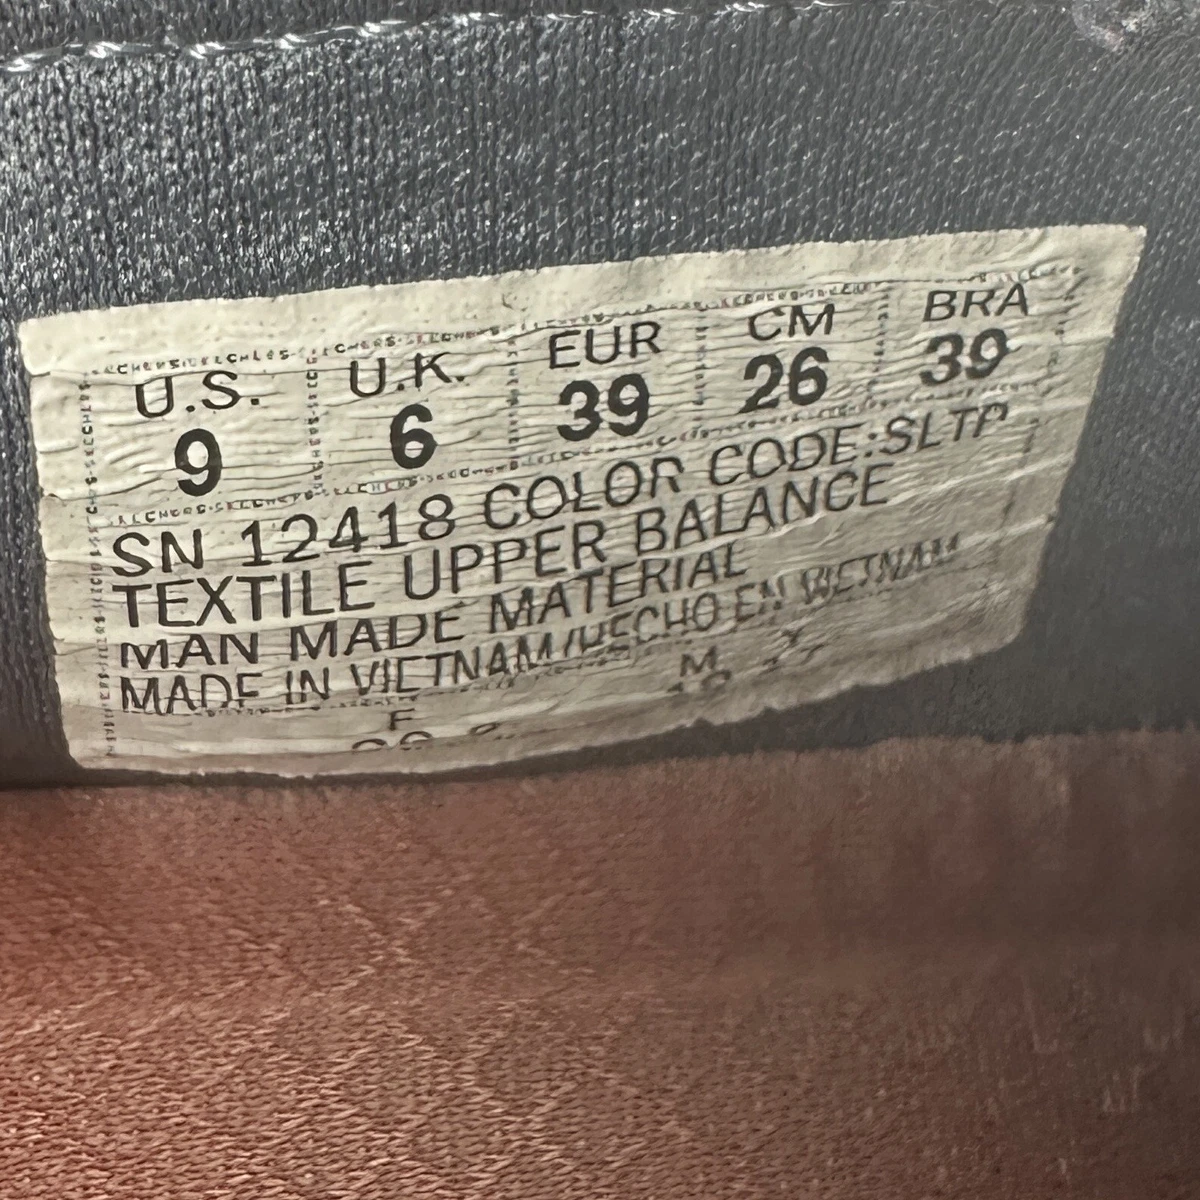 U.S. U.K. EUR CM BRA
9 6 39 26 39
SN 12418 COLOR CODE:SLTP
TEXTILE UPPER BALANCE
MAN MADE MATERIAL
MADE IN VIETNAM/HECHO EN VIETNAM
F M